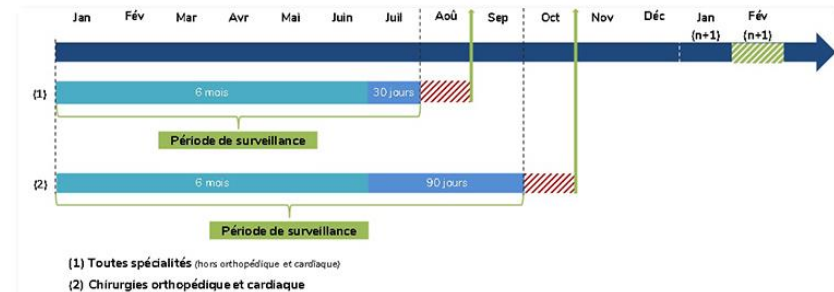 Jan Fév Mar Avr Mai Juin Juil Aoû Sep Oct Nov Déc Jan Fév
(n+1) (n+1)
(1) 6 mois 30 jours
Période de surveillance
(2) 6 mois 90 jours
Période de surveillance
(1) Toutes spécialités (hors orthopédique et cardiaque)
(2) Chirurgies orthopédique et cardiaque